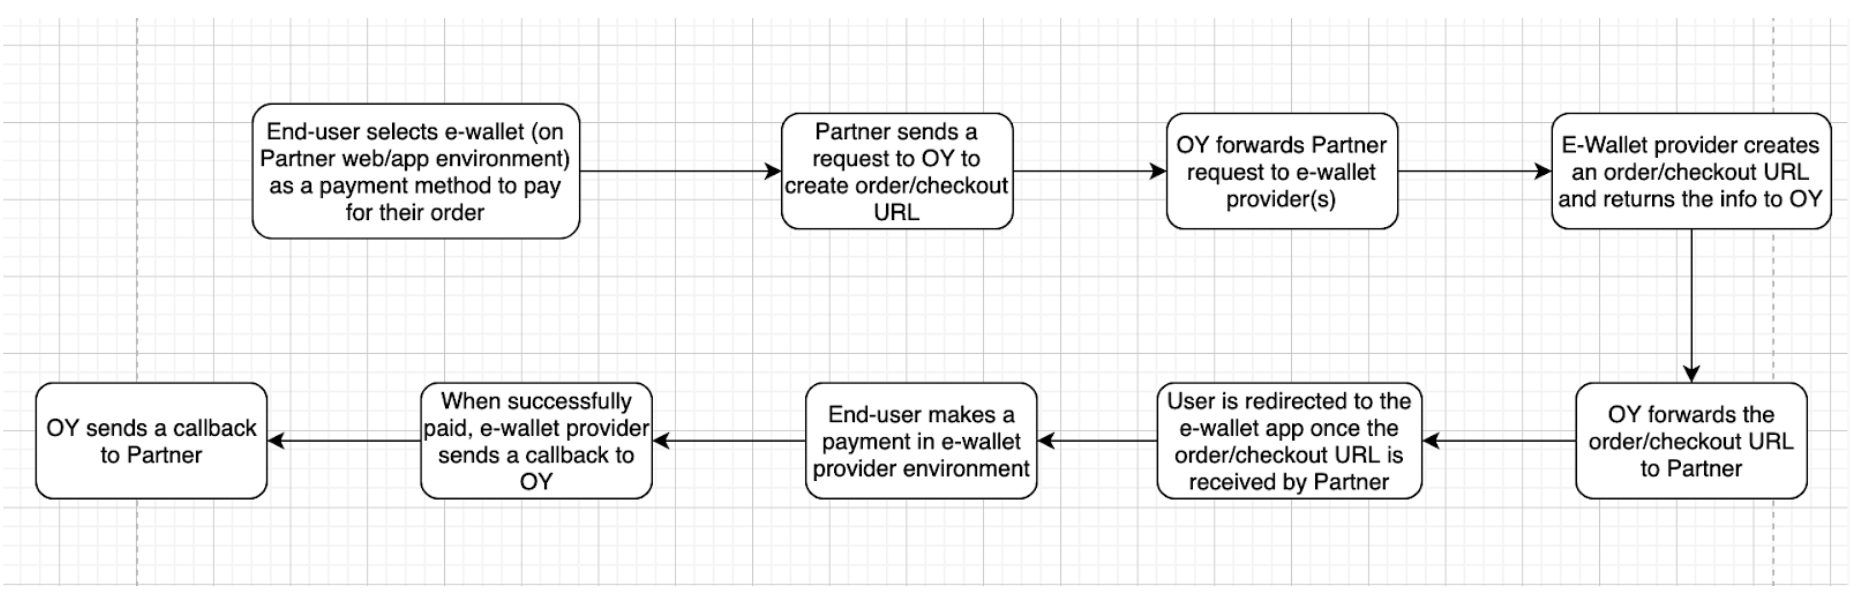 End-user selects e-wallet (on
Partner web/app environment)
as a payment method to pay
for their order
Partner sends a
request to OY to
create order/checkout
URL
OY forwards Partner
request to e-wallet
provider(s)
E-Wallet provider creates
an order/checkout URL
and returns the info to OY
OY forwards the
order/checkout URL
to Partner
User is redirected to the
e-wallet app once the
order/checkout URL is
received by Partner
End-user makes a
payment in e-wallet
provider environment
When successfully
paid, e-wallet provider
sends a callback to
OY
OY sends a callback
to Partner